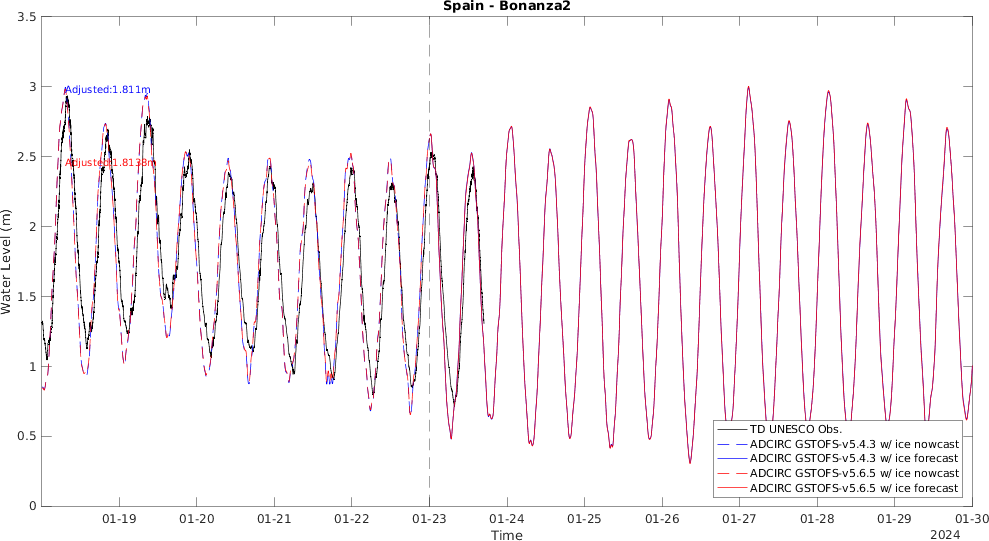 Spain - Bonanza2
3.5
3
2.5
2
1.5
1
0.5
0
Water Level (m)
Adjusted:1.811m
Adjusted:1.8138m
TD UNESCO Obs.
ADCIRC GSTOFS-v5.4.3 w/ ice nowcast
ADCIRC GSTOFS-v5.4.3 w/ ice forecast
ADCIRC GSTOFS-v5.6.5 w/ ice nowcast
ADCIRC GSTOFS-v5.6.5 w/ ice forecast
01-19 01-20 01-21 01-22 01-23 01-24 01-25 01-26 01-27 01-28 01-29 01-30
Time
2024